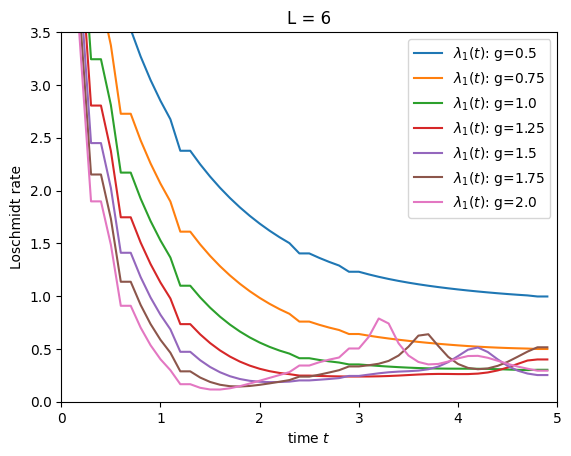 L = 6
Loschmidt rate
3.5
3.0
2.5
2.0
1.5
1.0
0.5
0.0
λ₁(t): g=0.5
λ₁(t): g=0.75
λ₁(t): g=1.0
λ₁(t): g=1.25
λ₁(t): g=1.5
λ₁(t): g=1.75
λ₁(t): g=2.0
0 1 2 3 4 5
time t